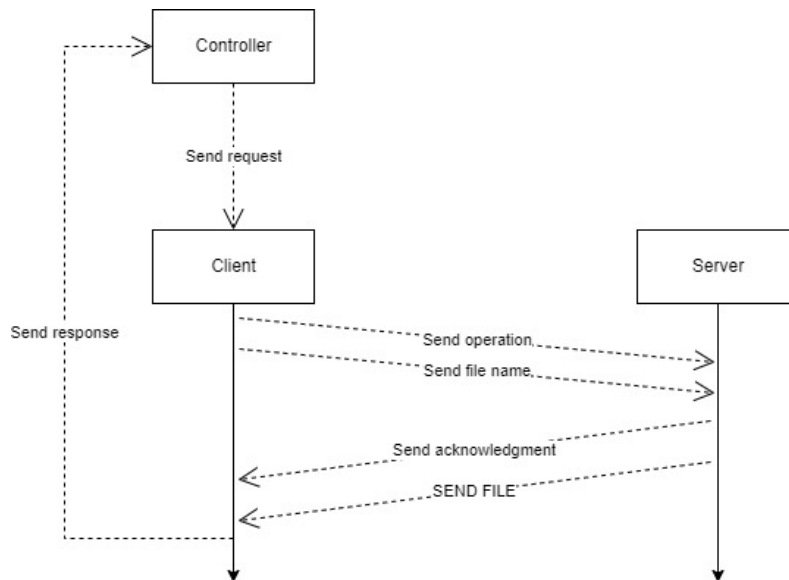 Controller
Send request
Client
Server
Send response
Send operation
Send file name
Send acknowledgment
SEND FILE